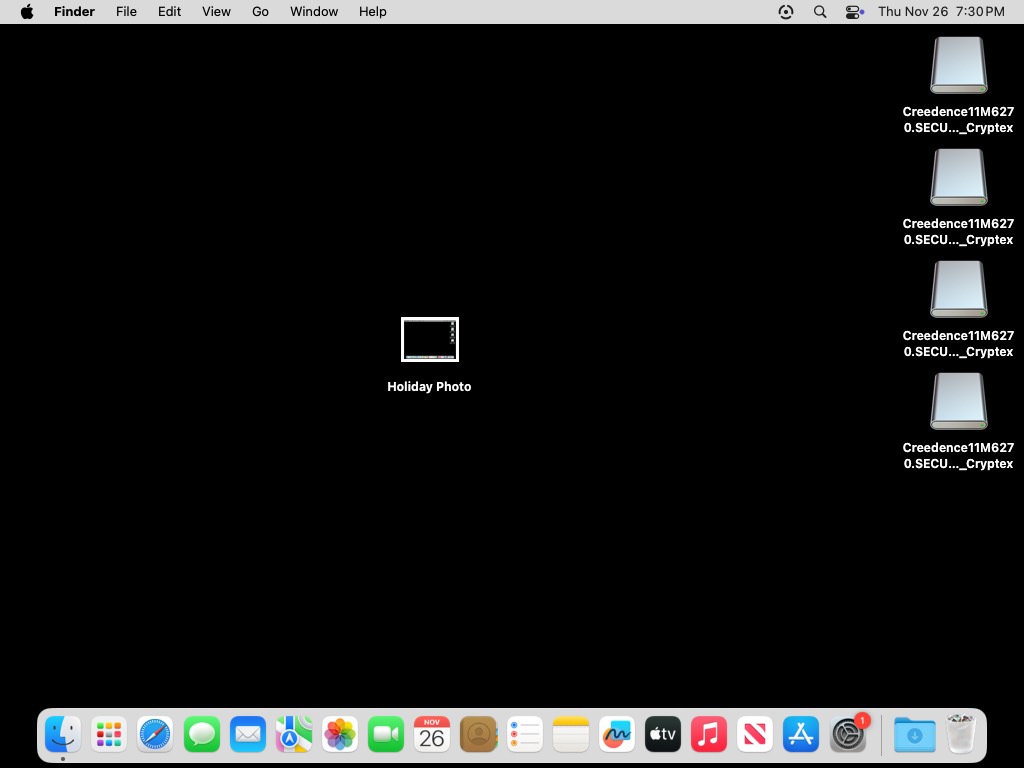 Finder File Edit View Go Window Help Thu Nov 26 7:30 PM
Creedence11M627
0.SECU..._Cryptex
Creedence11M627
0.SECU..._Cryptex
Creedence11M627
0.SECU..._Cryptex
Holiday Photo
Creedence11M627
0.SECU..._Cryptex
NOV
26
tv
1